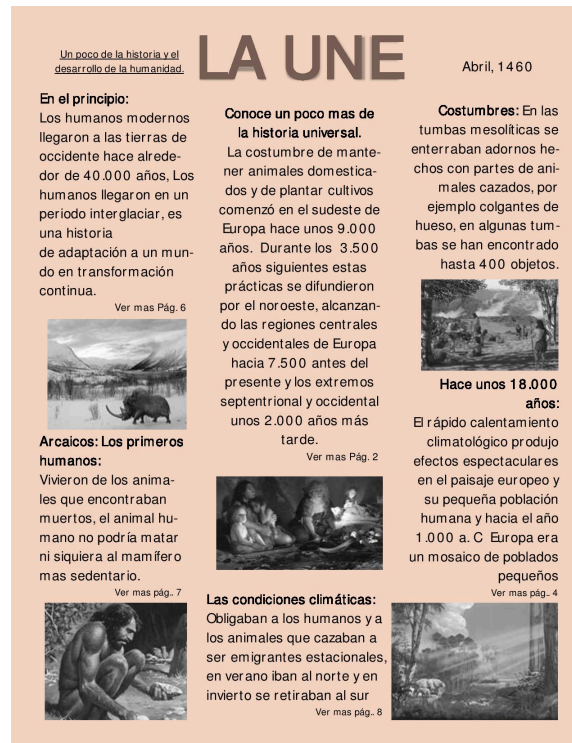 Un poco de la historia y el
desarrollo de la humanidad.
LA UNE
Abril, 1460
En el principio:
Los humanos modernos
llegaron a las tierras de
occidente hace alrede-
dor de 40.000 años, Los
humanos llegaron en un
periodo interglaciar, es
una historia
de adaptación a un mun-
do en transformación
continua.
Ver mas Pág. 6
Arcaicos: Los primeros
humanos:
Vivieron de los anima-
les que encontraban
muertos, el animal hu-
mano no podría matar
ni siquiera al mamífero
mas sedentario.
Ver mas pág.. 7
Conoce un poco mas de
la historia universal.
La costumbre de mante-
ner animales domestica-
dos y de plantar cultivos
comenzó en el sudeste de
Europa hace unos 9.000
años. Durante los 3.500
años siguientes estas
prácticas se difundieron
por el noroeste, alcanzan-
do las regiones centrales
y occidentales de Europa
hacia 7.500 antes del
presente y los extremos
septentrional y occidental
unos 2.000 años más
tarde.
Ver mas Pág. 2
Las condiciones climáticas:
Obligaban a los humanos y a
los animales que cazaban a
ser emigrantes estacionales,
en verano iban al norte y en
invierto se retiraban al sur
Ver mas pág.. 8
Costumbres: En las
tumbas mesolíticas se
enterraban adornos he-
chos con partes de ani-
males cazados, por
ejemplo colgantes de
hueso, en algunas tum-
bas se han encontrado
hasta 400 objetos.
Hace unos 18.000
años:
El rápido calentamiento
climatológico produjo
efectos espectaculares
en el paisaje europeo y
su pequeña población
humana y hacia el año
1.000 a. C Europa era
un mosaico de poblados
pequeños
Ver mas pág.. 4